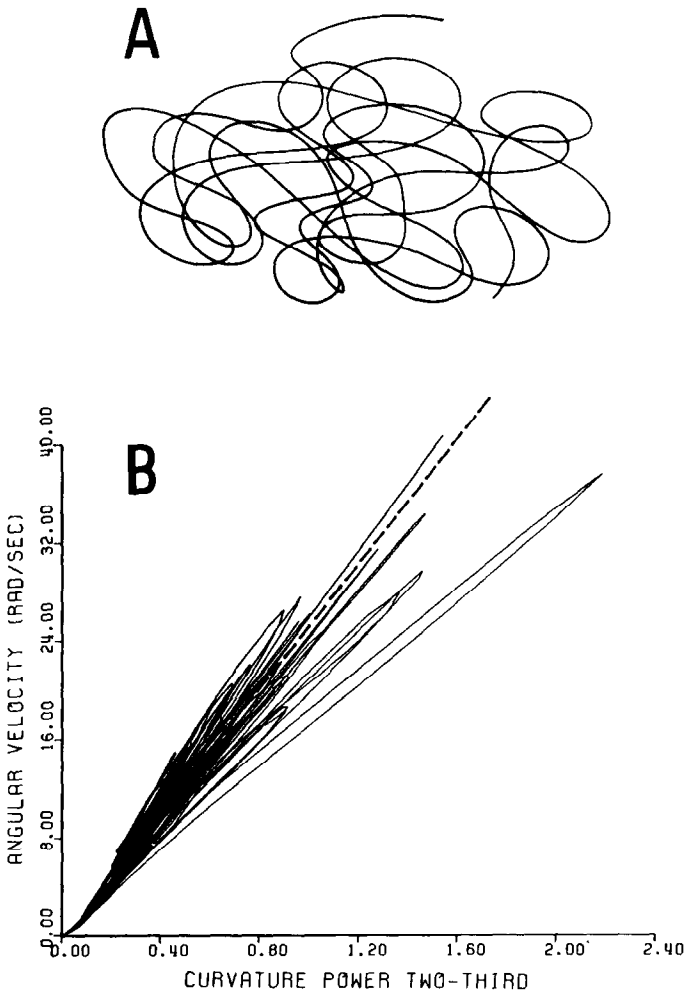 A
B
ANGULAR VELOCITY (RAD/SEC)
40.00
32.00
24.00
16.00
8.00
0.00
0.00 0.40 0.80 1.20 1.60 2.00 2.40
CURVATURE POWER TWO-THIRD